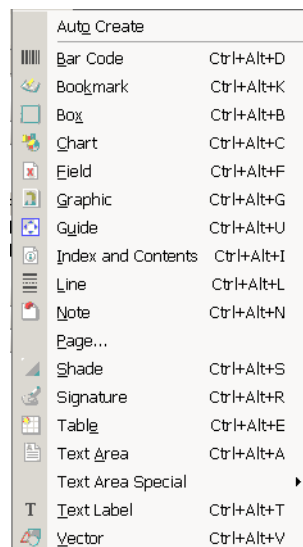 Auto Create
Bar Code Ctrl+Alt+D
Bookmark Ctrl+Alt+K
Box Ctrl+Alt+B
Chart Ctrl+Alt+C
Field Ctrl+Alt+F
Graphic Ctrl+Alt+G
Guide Ctrl+Alt+U
Index and Contents Ctrl+Alt+I
Line Ctrl+Alt+L
Note Ctrl+Alt+N
Page...
Shade Ctrl+Alt+S
Signature Ctrl+Alt+R
Table Ctrl+Alt+E
Text Area Ctrl+Alt+A
Text Area Special
Text Label Ctrl+Alt+T
Vector Ctrl+Alt+V